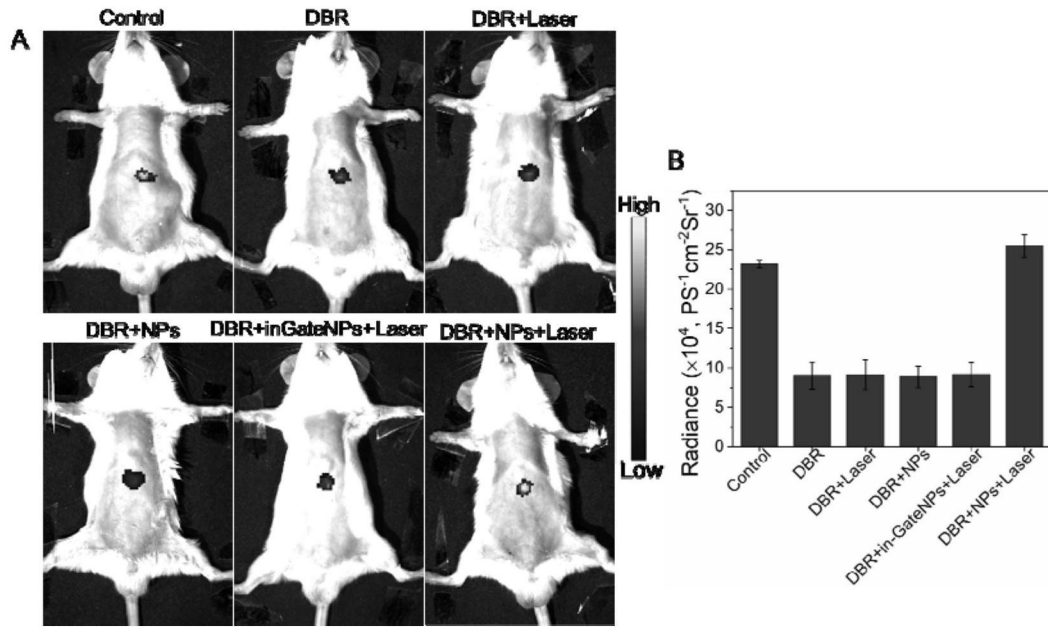 A
Control DBR DBR+Laser
DBR+NPs DBR+inGateNPs+Laser DBR+NPs+Laser
High
Low
B
Radiance (×10⁴, PS⁻¹cm⁻²Sr⁻¹)
30
25
20
15
10
5
0
Control
DBR
DBR+Laser
DBR+NPs
DBR+in-GateNPs+Laser
DBR+NPs+Laser